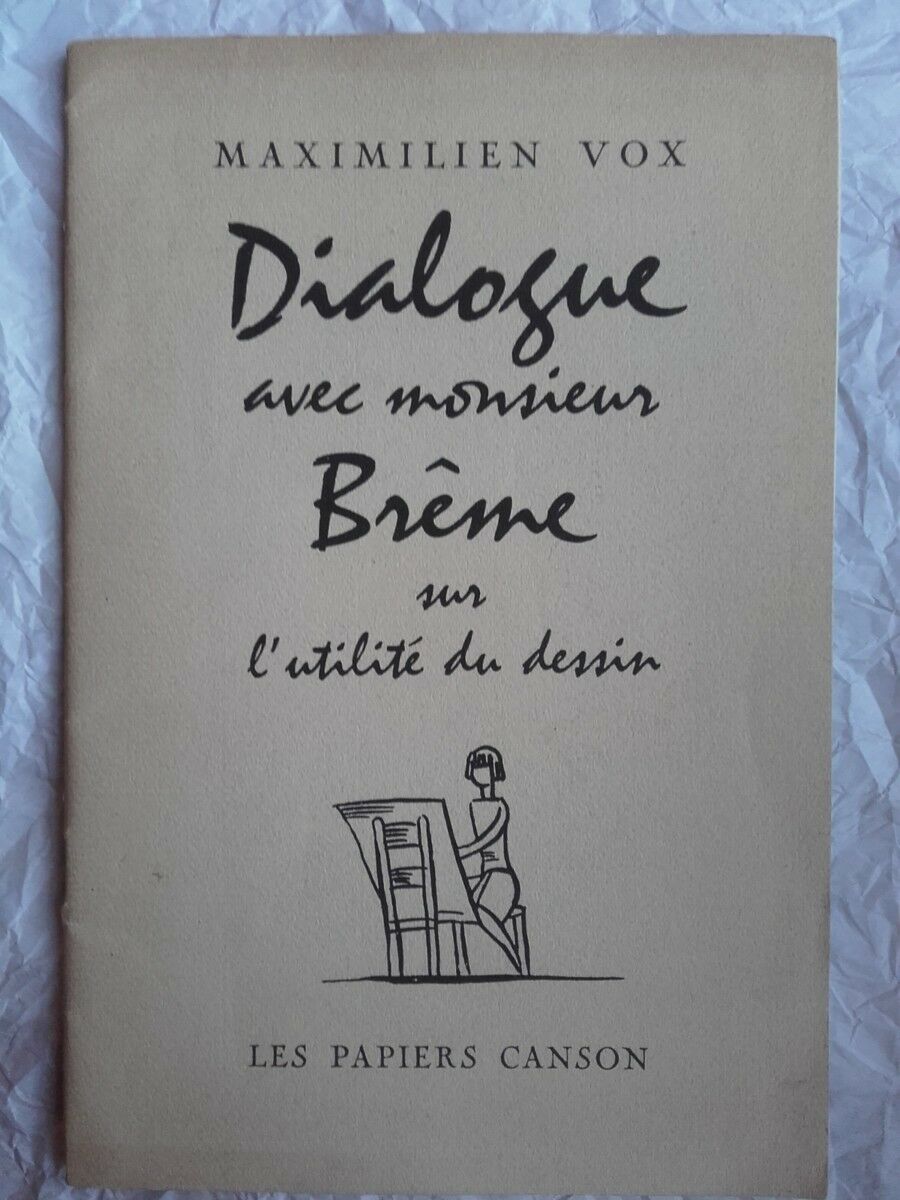 MAXIMILIEN VOX
Dialogue
avec monsieur
Brême
sur
l'utilité du dessin
LES PAPIERS CANSON